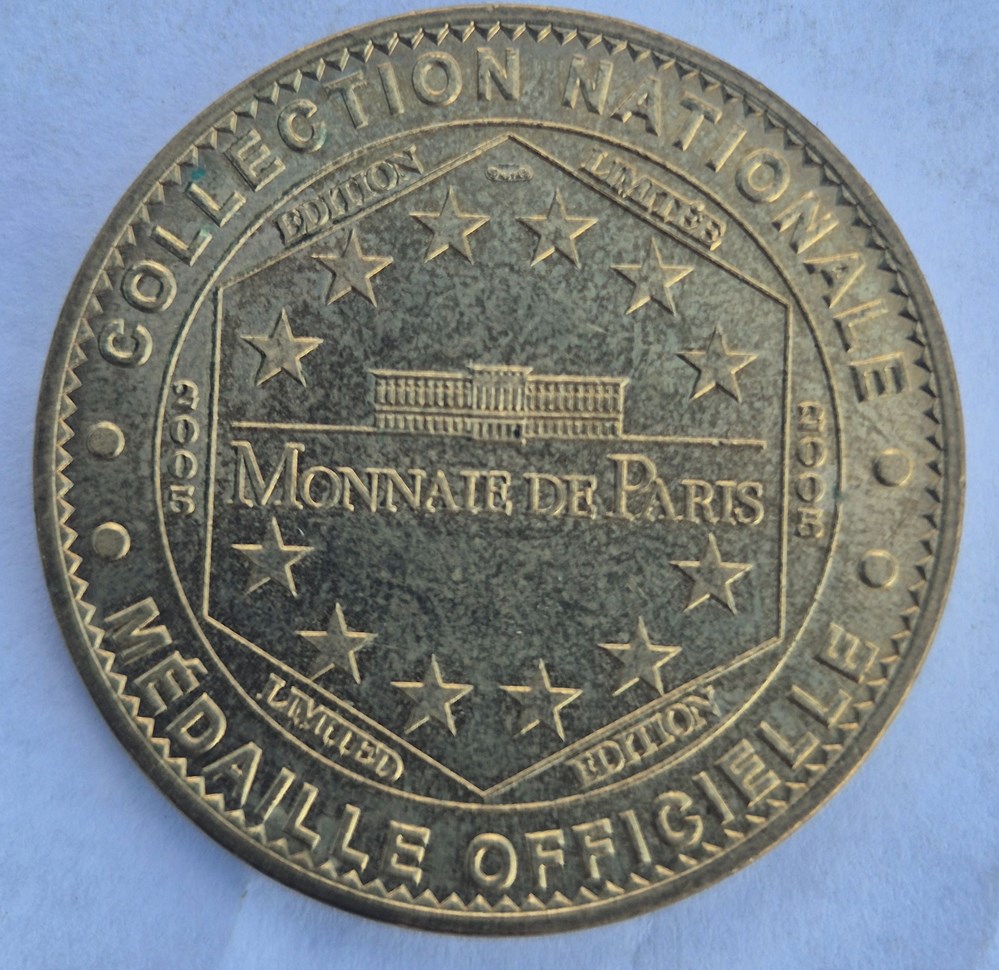 COLLECTION NATIONALE
EDITION LIMITÉE
2005
2005
MONNAIE DE PARIS
LIMITED EDITION
MÉDAILLE OFFICIELLE